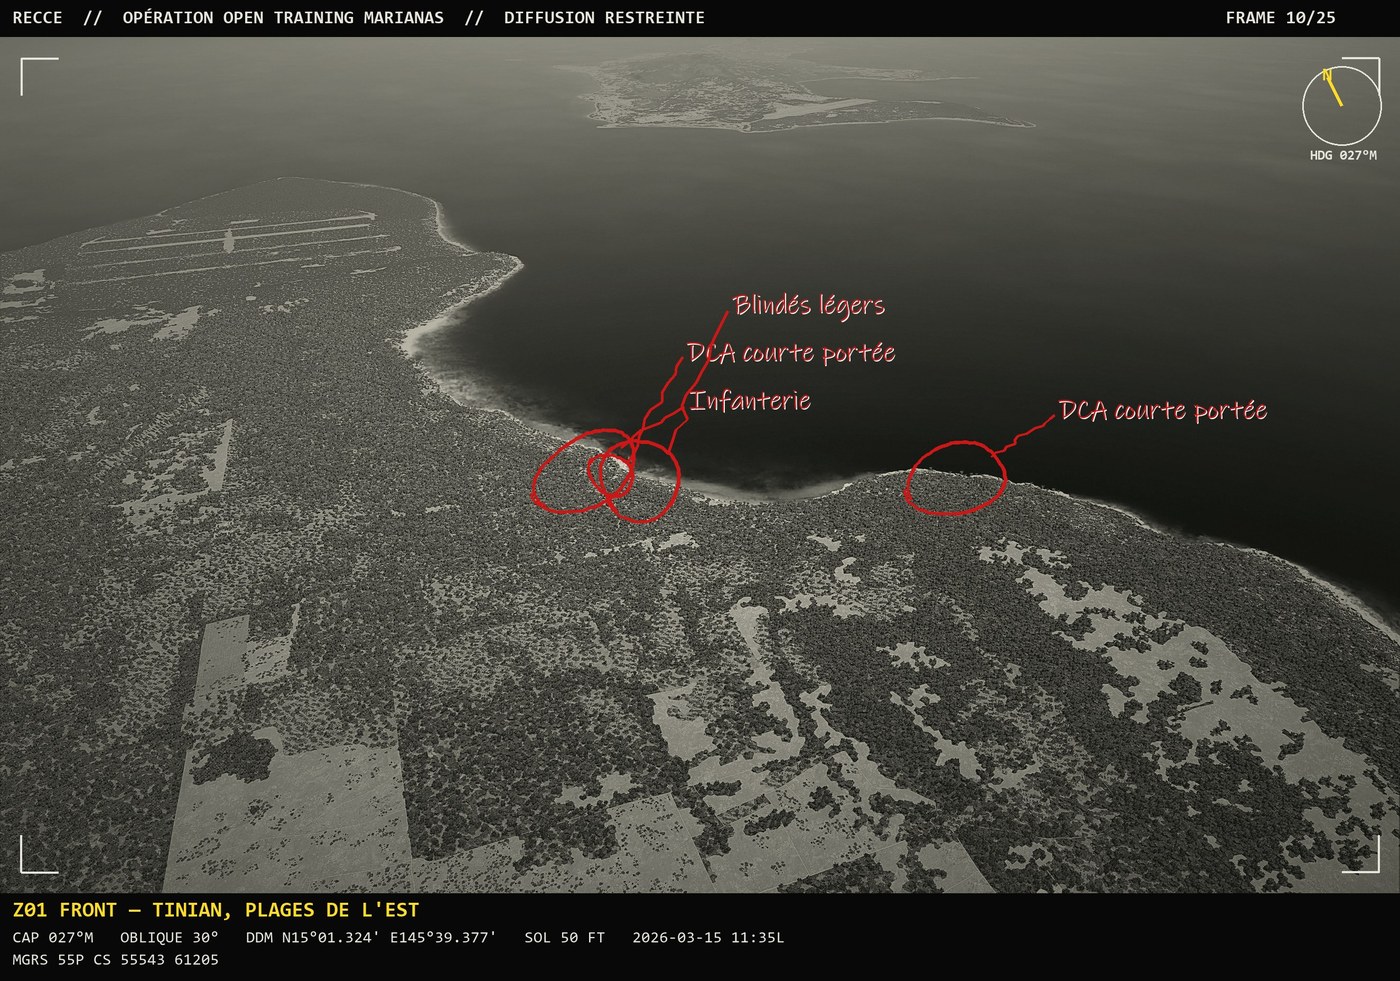 RECCE // OPÉRATION OPEN TRAINING MARIANAS // DIFFUSION RESTREINTE FRAME 10/25
N
HDG 027°M
Blindés légers
DCA courte portée
Infanterie
DCA courte portée
Z01 FRONT — TINIAN, PLAGES DE L'EST
CAP 027°M OBLIQUE 30° DDM N15°01.324' E145°39.377' SOL 50 FT 2026-03-15 11:35L
MGRS 55P CS 55543 61205